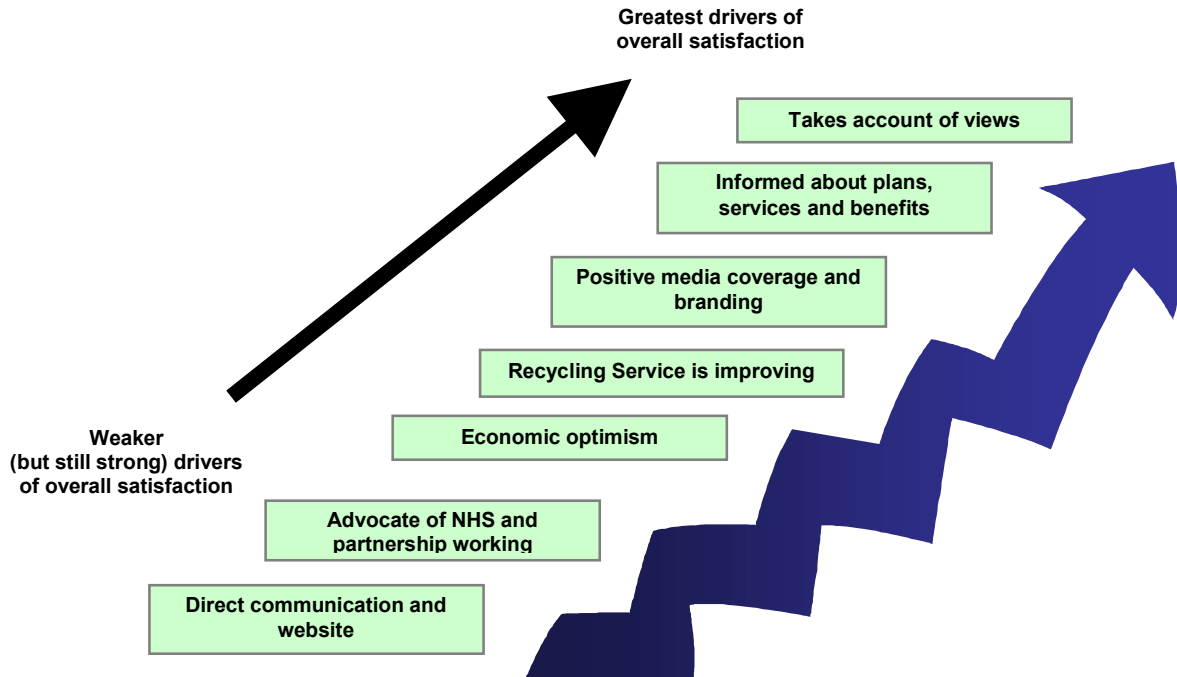 Greatest drivers of
overall satisfaction
Takes account of views
Informed about plans,
services and benefits
Positive media coverage and
branding
Recycling Service is improving
Economic optimism
Weaker
(but still strong) drivers
of overall satisfaction
Advocate of NHS and
partnership working
Direct communication and
website